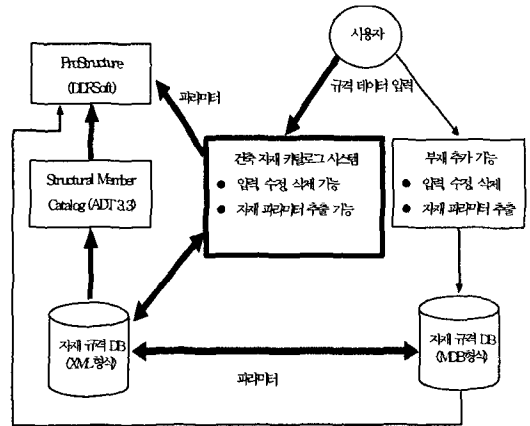 사용자
ProStructure
(DDRSoft)
파라미터
규격 데이터 입력
건축 자재 카탈로그 시스템
● 입력 수정 삭제 가능
● 자재 파라미터 추출 가능
부재 추가 기능
● 입력 수정 삭제
● 자재 파라미터 추출
Structural Member
Catalog (ADT3.3)
자재 규격 DB
(XML형식)
자재 규격 DB
(MDB형식)
파라미터